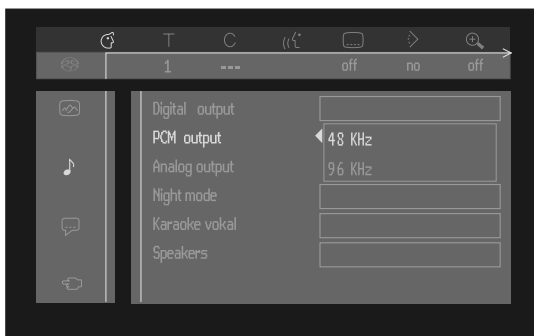 T C
1 --- off no off
Digital output
PCM output 48 KHz
96 KHz
Analog output
Night mode
Karaoke vokal
Speakers